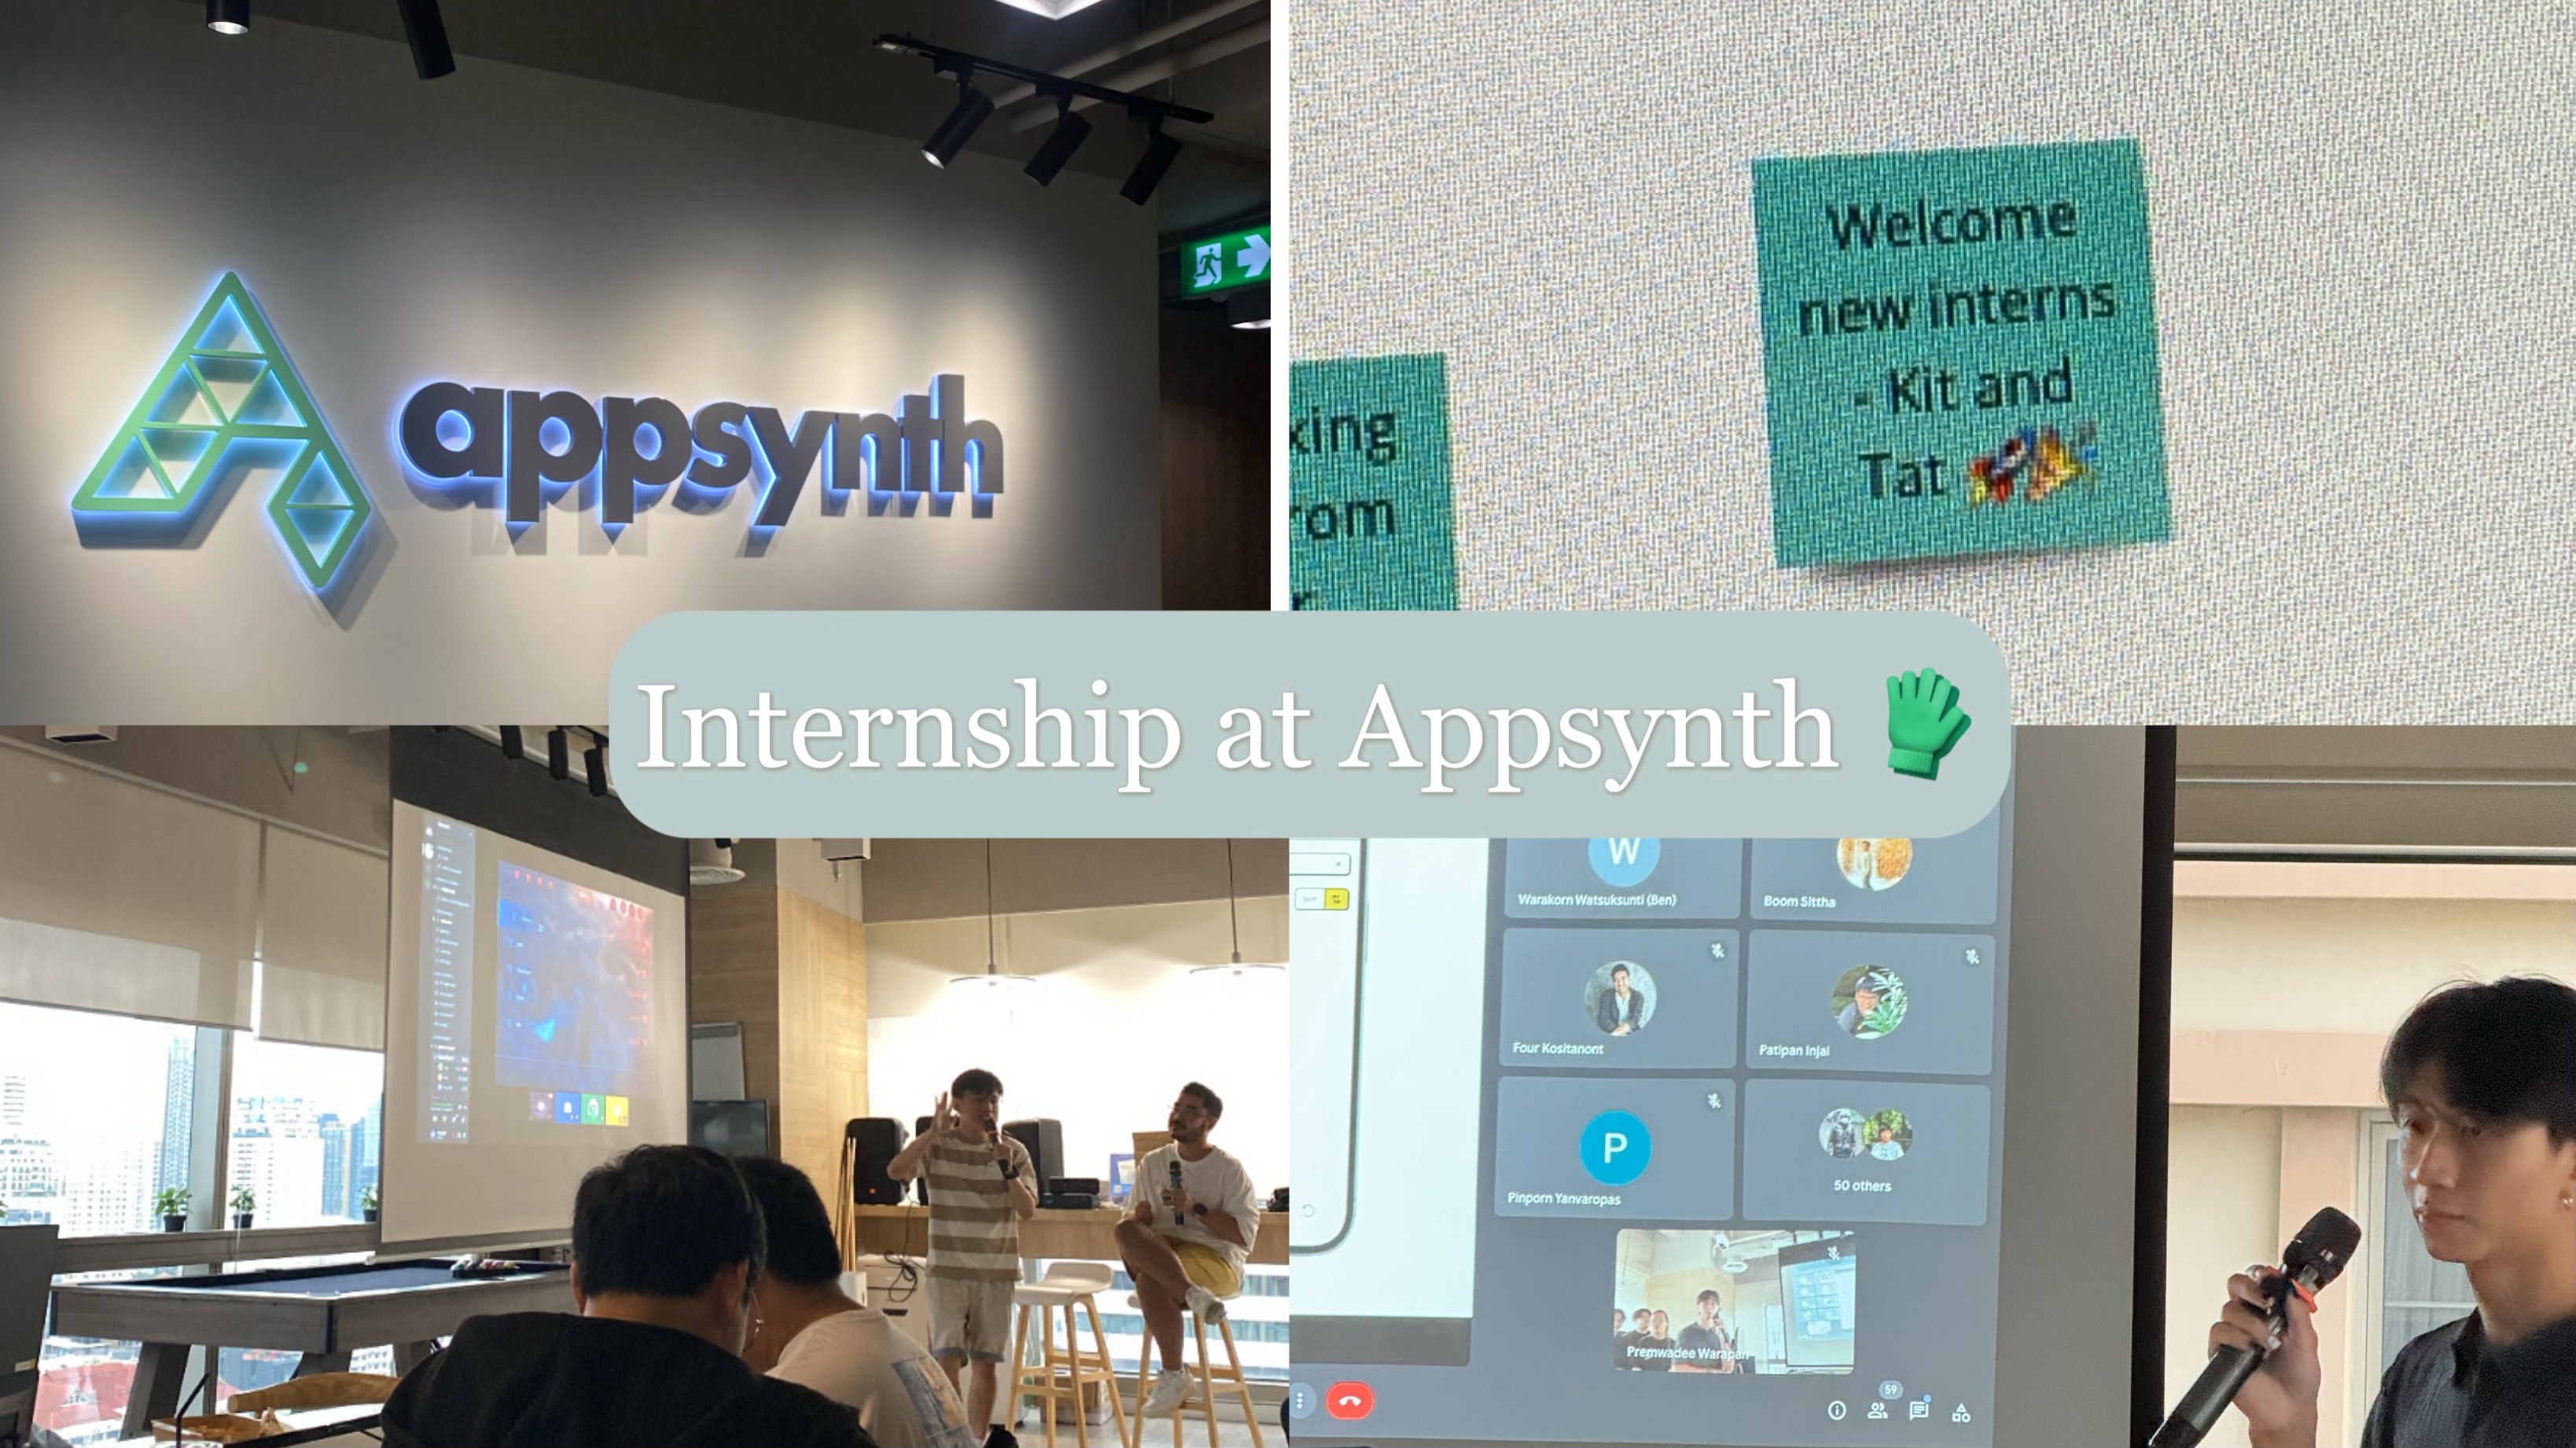 appsynth
Welcome
new interns
- Kit and
Tat 🚀🎉
king
rom
Internship at Appsynth 🧤
W
Warakorn Watsuksunti (Ben)
Boom Sittha
Four Kositanont
Patipan Injai
P
Pinporn Yanvaropas
50 others
Premwadee Warapan
59